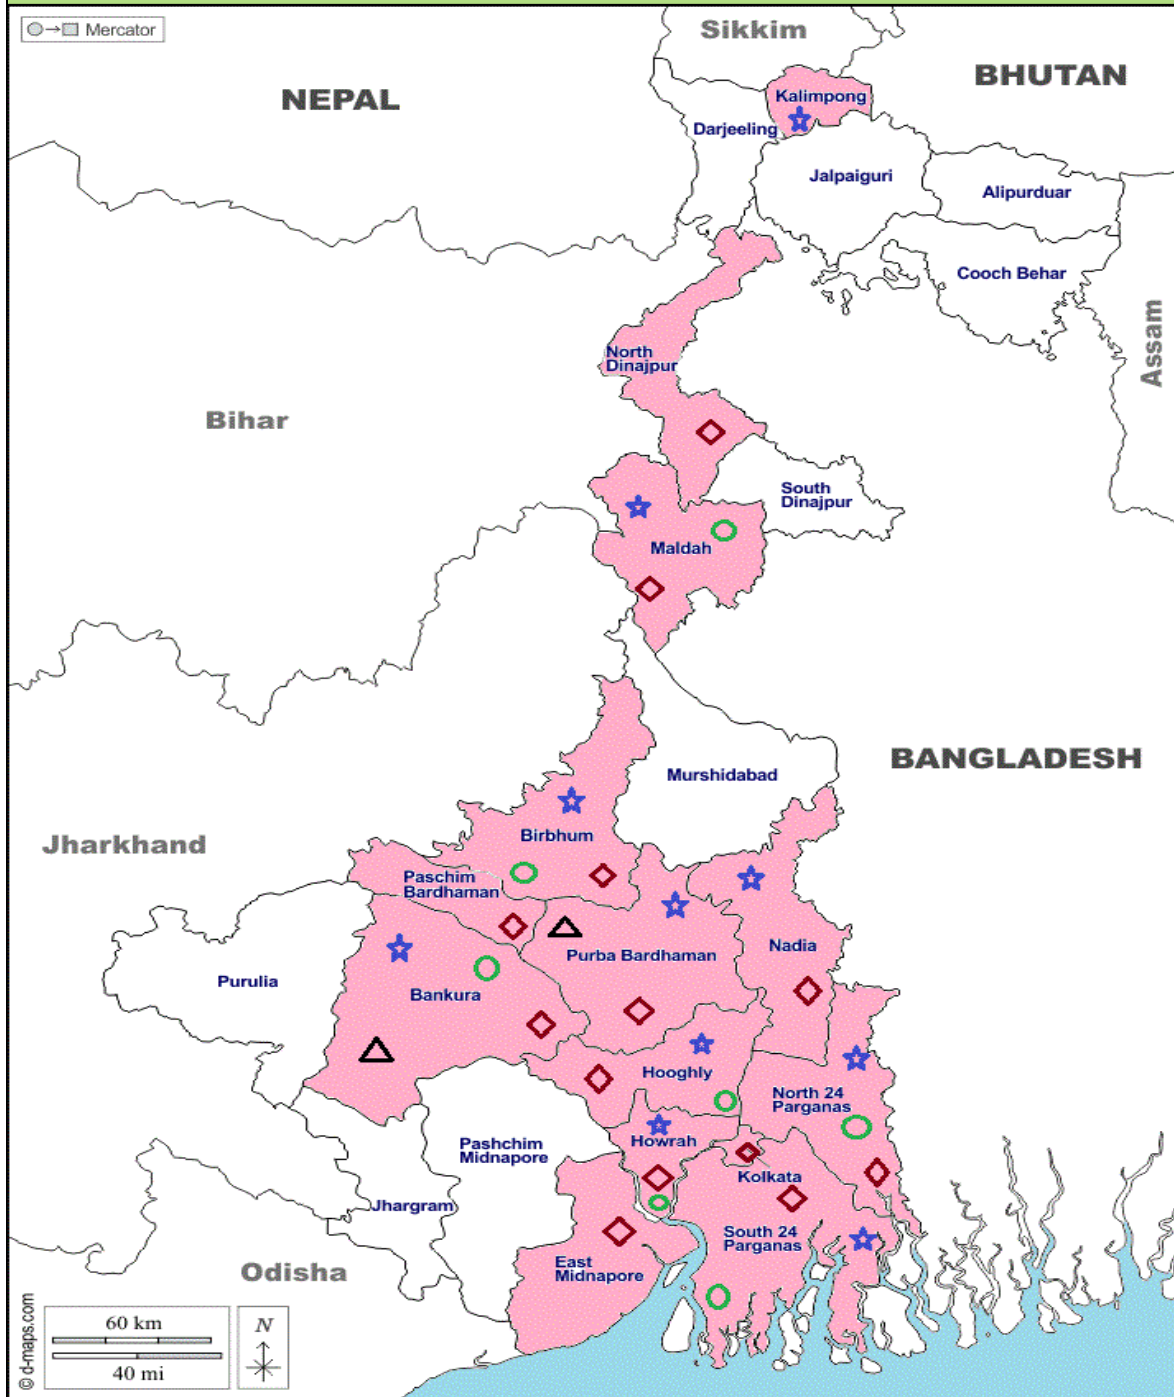 Mercator
Sikkim
NEPAL
BHUTAN
Kalimpong
Darjeeling
Jalpaiguri
Alipurduar
Cooch Behar
Assam
North
Dinajpur
Bihar
South
Dinajpur
Maldah
Murshidabad
BANGLADESH
Birbhum
Jharkhand
Paschim
Bardhaman
Purba Bardhaman
Nadia
Purulia
Bankura
Hooghly
North 24
Parganas
Howrah
Pashchim
Midnapore
Kolkata
Jhargram
South 24
Parganas
East
Midnapore
Odisha
© d-maps.com
60 km
40 mi
N